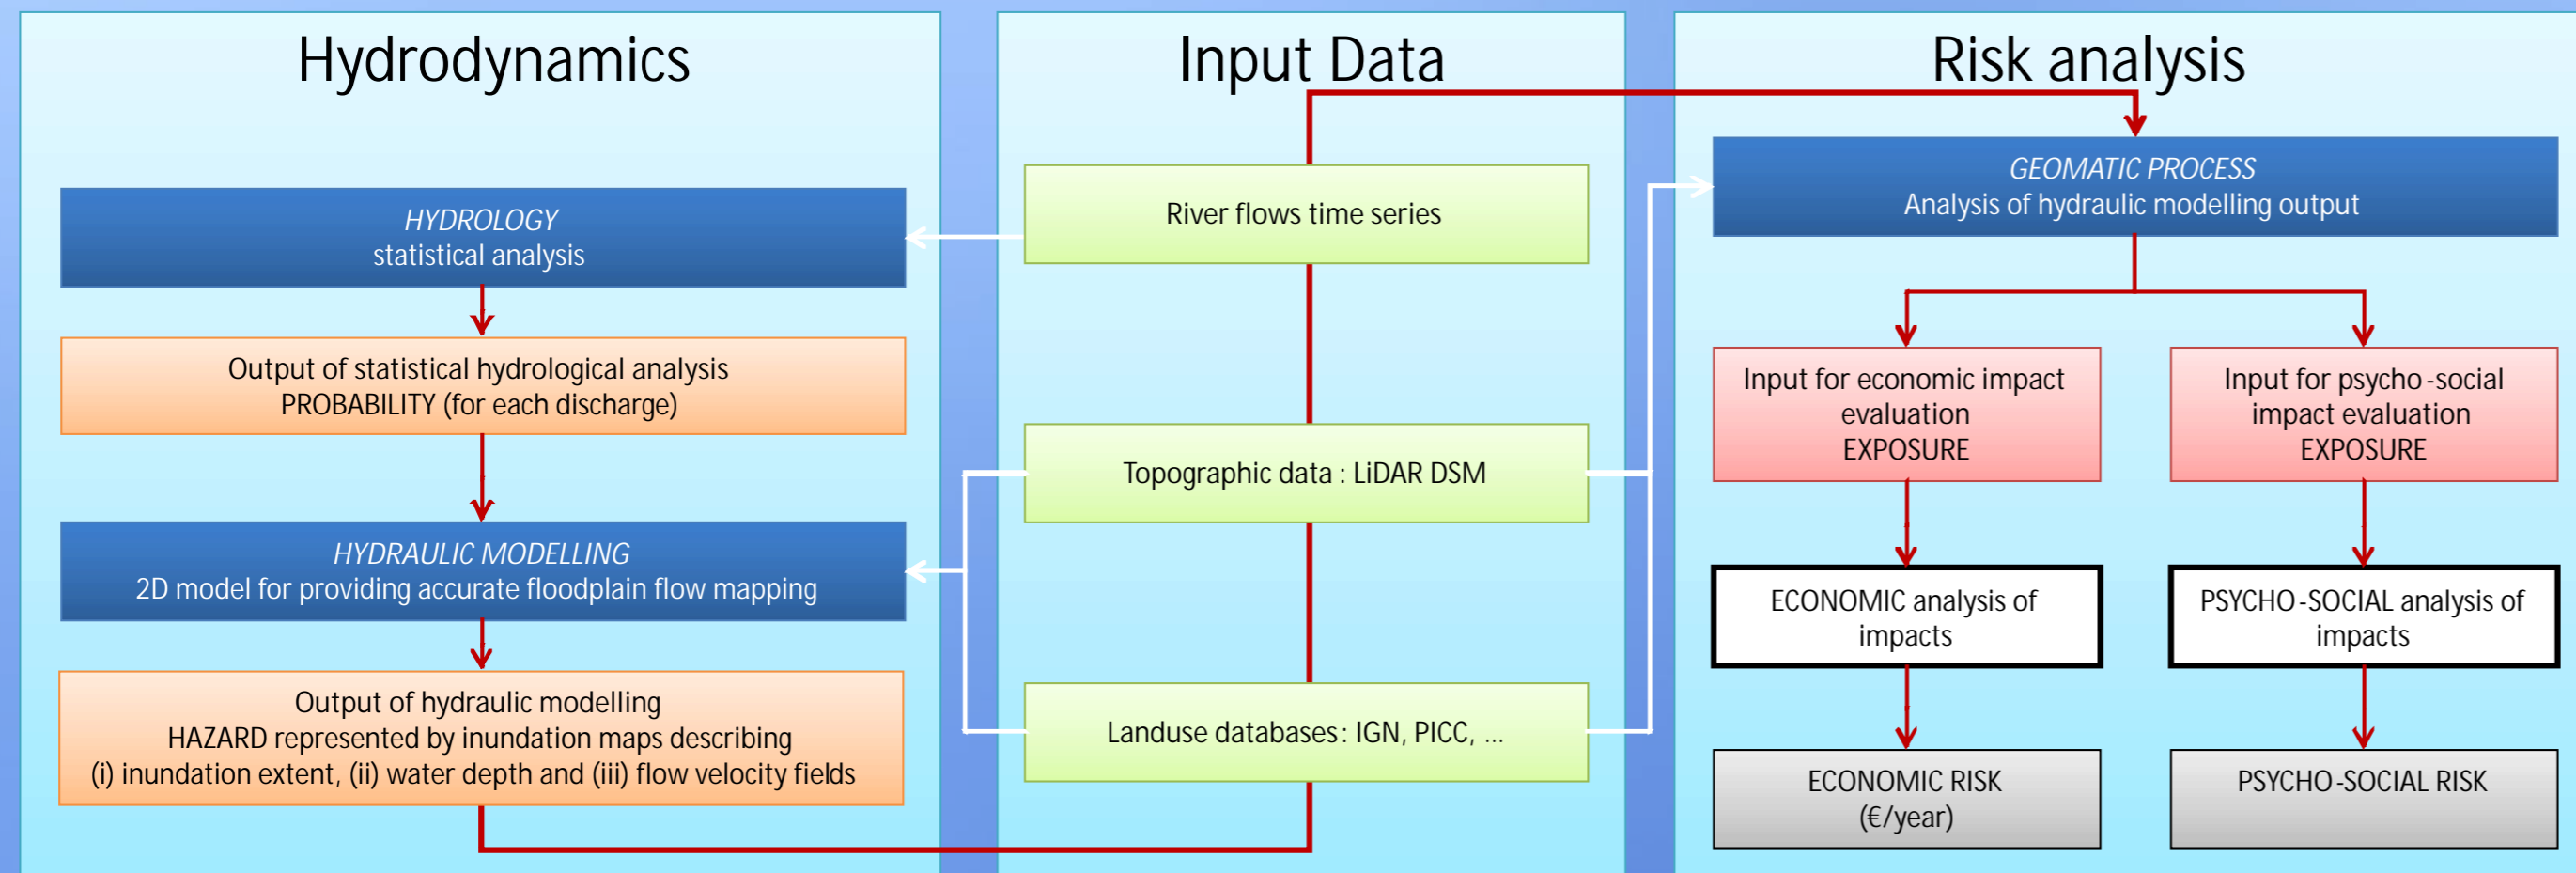 Hydrodynamics
HYDROLOGY
statistical analysis
Output of statistical hydrological analysis
PROBABILITY (for each discharge)
HYDRAULIC MODELLING
2D model for providing accurate floodplain flow mapping
Output of hydraulic modelling
HAZARD represented by inundation maps describing
(i) inundation extent, (ii) water depth and (iii) flow velocity fields
Input Data
River flows time series
Topographic data : LiDAR DSM
Landuse databases: IGN, PICC, ...
Risk analysis
GEOMATIC PROCESS
Analysis of hydraulic modelling output
Input for economic impact
evaluation
EXPOSURE
Input for psycho-social
impact evaluation
EXPOSURE
ECONOMIC analysis of
impacts
PSYCHO-SOCIAL analysis of
impacts
ECONOMIC RISK
(€/year)
PSYCHO-SOCIAL RISK